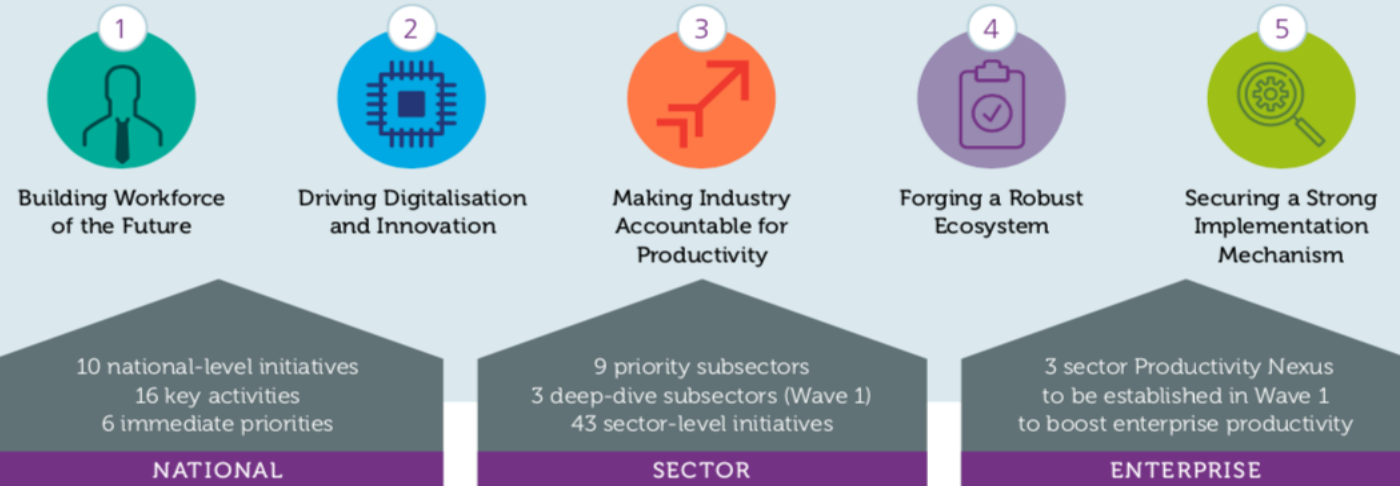 1
Building Workforce
of the Future
2
Driving Digitalisation
and Innovation
3
Making Industry
Accountable for
Productivity
4
Forging a Robust
Ecosystem
5
Securing a Strong
Implementation
Mechanism
10 national-level initiatives
16 key activities
6 immediate priorities
NATIONAL
9 priority subsectors
3 deep-dive subsectors (Wave 1)
43 sector-level initiatives
SECTOR
3 sector Productivity Nexus
to be established in Wave 1
to boost enterprise productivity
ENTERPRISE